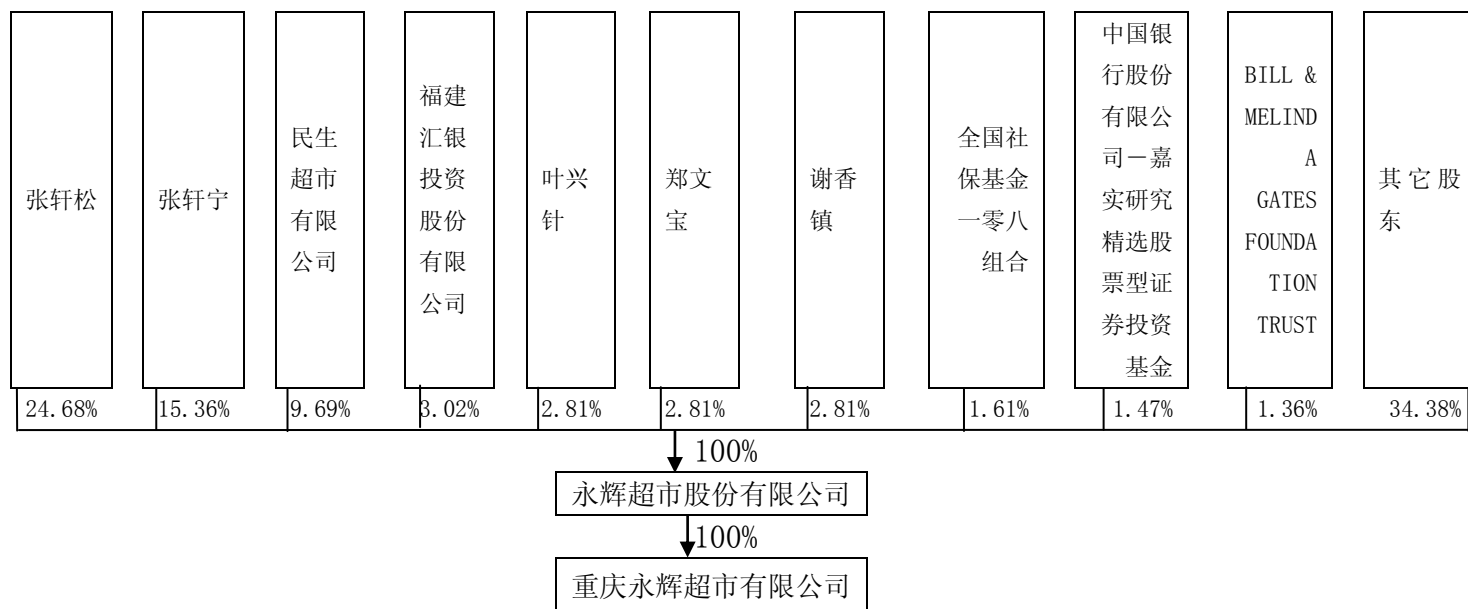 张轩松
张轩宁
民生
超市
有限
公司
福建
汇银
投资
股份
有限
公司
叶兴
针
郑文
宝
谢香
镇
全国社
保基金
一零八
组合
中国银
行股份
有限公
司－嘉
实研究
精选股
票型证
券投资
基金
BILL &
MELIND
A
GATES
FOUNDA
TION
TRUST
其它股
东
24.68%
15.36%
9.69%
3.02%
2.81%
2.81%
2.81%
1.61%
1.47%
1.36%
34.38%
100%
永辉超市股份有限公司
100%
重庆永辉超市有限公司